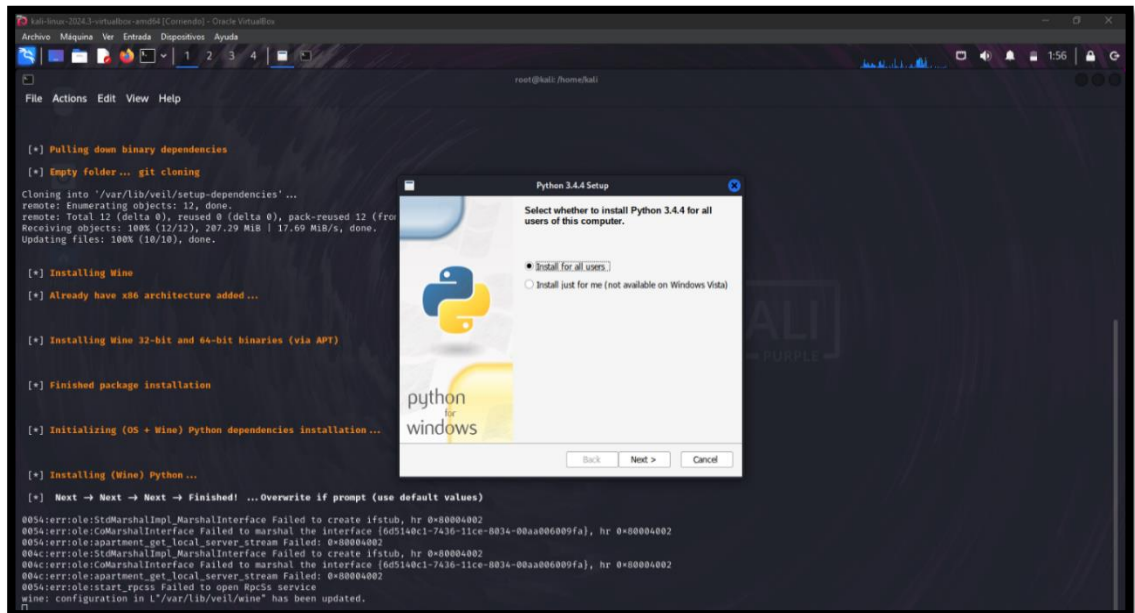 kali-linux-2024.3-virtualbox-amd64 [Corriendo] - Oracle VirtualBox
Archivo Máquina Ver Entrada Dispositivos Ayuda
1 2 3 4
1:56
root@kali: /home/kali
File Actions Edit View Help
[*] Pulling down binary dependencies
[*] Empty folder ... git cloning
Cloning into '/var/lib/veil/setup-dependencies' ...
remote: Enumerating objects: 12, done.
remote: Total 12 (delta 0), reused 0 (delta 0), pack-reused 12 (fro
Receiving objects: 100% (12/12), 207.29 MiB | 17.69 MiB/s, done.
Updating files: 100% (10/10), done.
[*] Installing Wine
[*] Already have x86 architecture added ...
[*] Installing Wine 32-bit and 64-bit binaries (via APT)
[*] Finished package installation
[*] Initializing (OS + Wine) Python dependencies installation ...
[*] Installing (Wine) Python ...
[*] Next → Next → Next → Finished! ... Overwrite if prompt (use default values)
0054:err:ole:StdMarshalImpl_MarshalInterface Failed to create ifstub, hr 0×80004002
0054:err:ole:CoMarshalInterface Failed to marshal the interface {6d5140c1-7436-11ce-8034-00aa006009fa}, hr 0×80004002
0054:err:ole:apartment_get_local_server_stream Failed: 0×80004002
004c:err:ole:StdMarshalImpl_MarshalInterface Failed to create ifstub, hr 0×80004002
004c:err:ole:CoMarshalInterface Failed to marshal the interface {6d5140c1-7436-11ce-8034-00aa006009fa}, hr 0×80004002
004c:err:ole:apartment_get_local_server_stream Failed: 0×80004002
0054:err:ole:start_rpcss Failed to open RpcSs service
wine: configuration in L"/var/lib/veil/wine" has been updated.
Python 3.4.4 Setup
Select whether to install Python 3.4.4 for all
users of this computer.
Install for all users
Install just for me (not available on Windows Vista)
python
for
windows
Back Next > Cancel
KALI
PURPLE